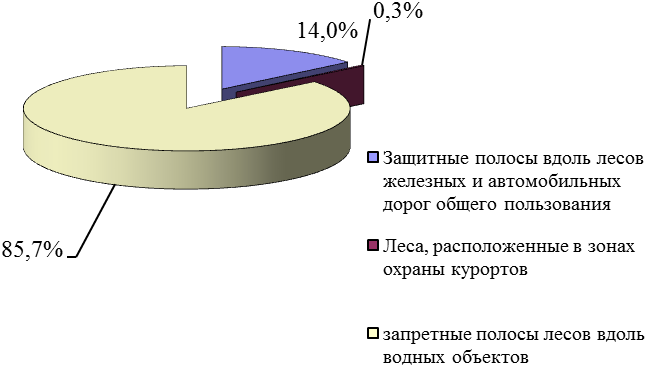 0,3%
14,0%
85,7%
Защитные полосы вдоль лесов
железных и автомобильных
дорог общего пользования
Леса, расположенные в зонах
охраны курортов
запретные полосы лесов вдоль
водных объектов